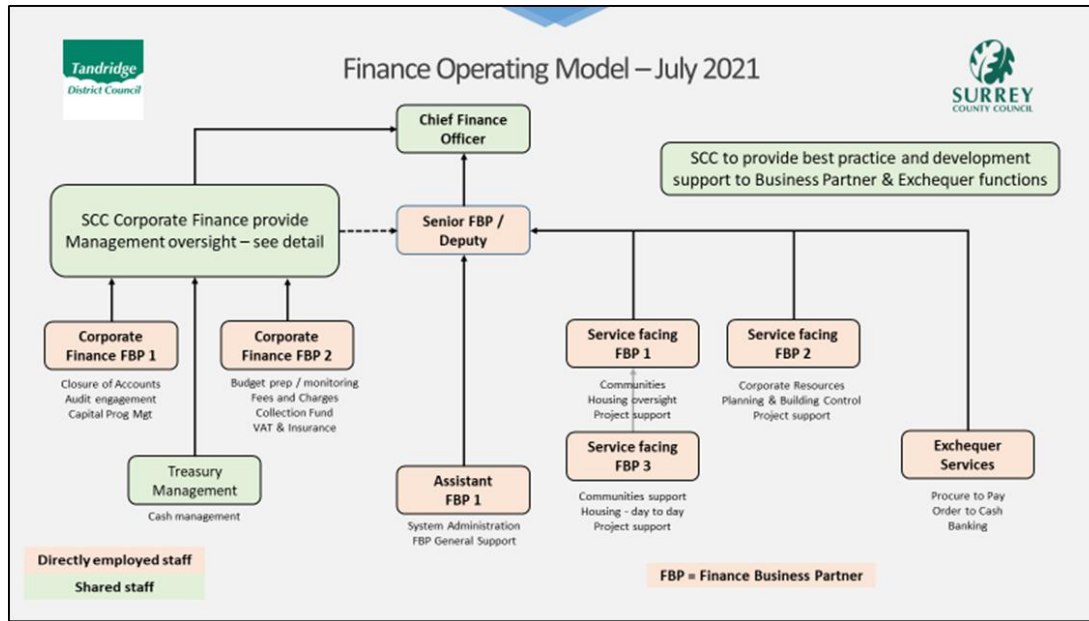 Tandridge
District Council
Finance Operating Model – July 2021
SURREY
COUNTY COUNCIL
Chief Finance
Officer
SCC to provide best practice and development
support to Business Partner & Exchequer functions
SCC Corporate Finance provide
Management oversight – see detail
Senior FBP /
Deputy
Corporate
Finance FBP 1
Closure of Accounts
Audit engagement
Capital Prog Mgt
Corporate
Finance FBP 2
Budget prep / monitoring
Fees and Charges
Collection Fund
VAT & Insurance
Service facing
FBP 1
Communities
Housing oversight
Project support
Service facing
FBP 2
Corporate Resources
Planning & Building Control
Project support
Treasury
Management
Cash management
Assistant
FBP 1
System Administration
FBP General Support
Service facing
FBP 3
Communities support
Housing - day to day
Project support
Exchequer
Services
Procure to Pay
Order to Cash
Banking
Directly employed staff
Shared staff
FBP = Finance Business Partner